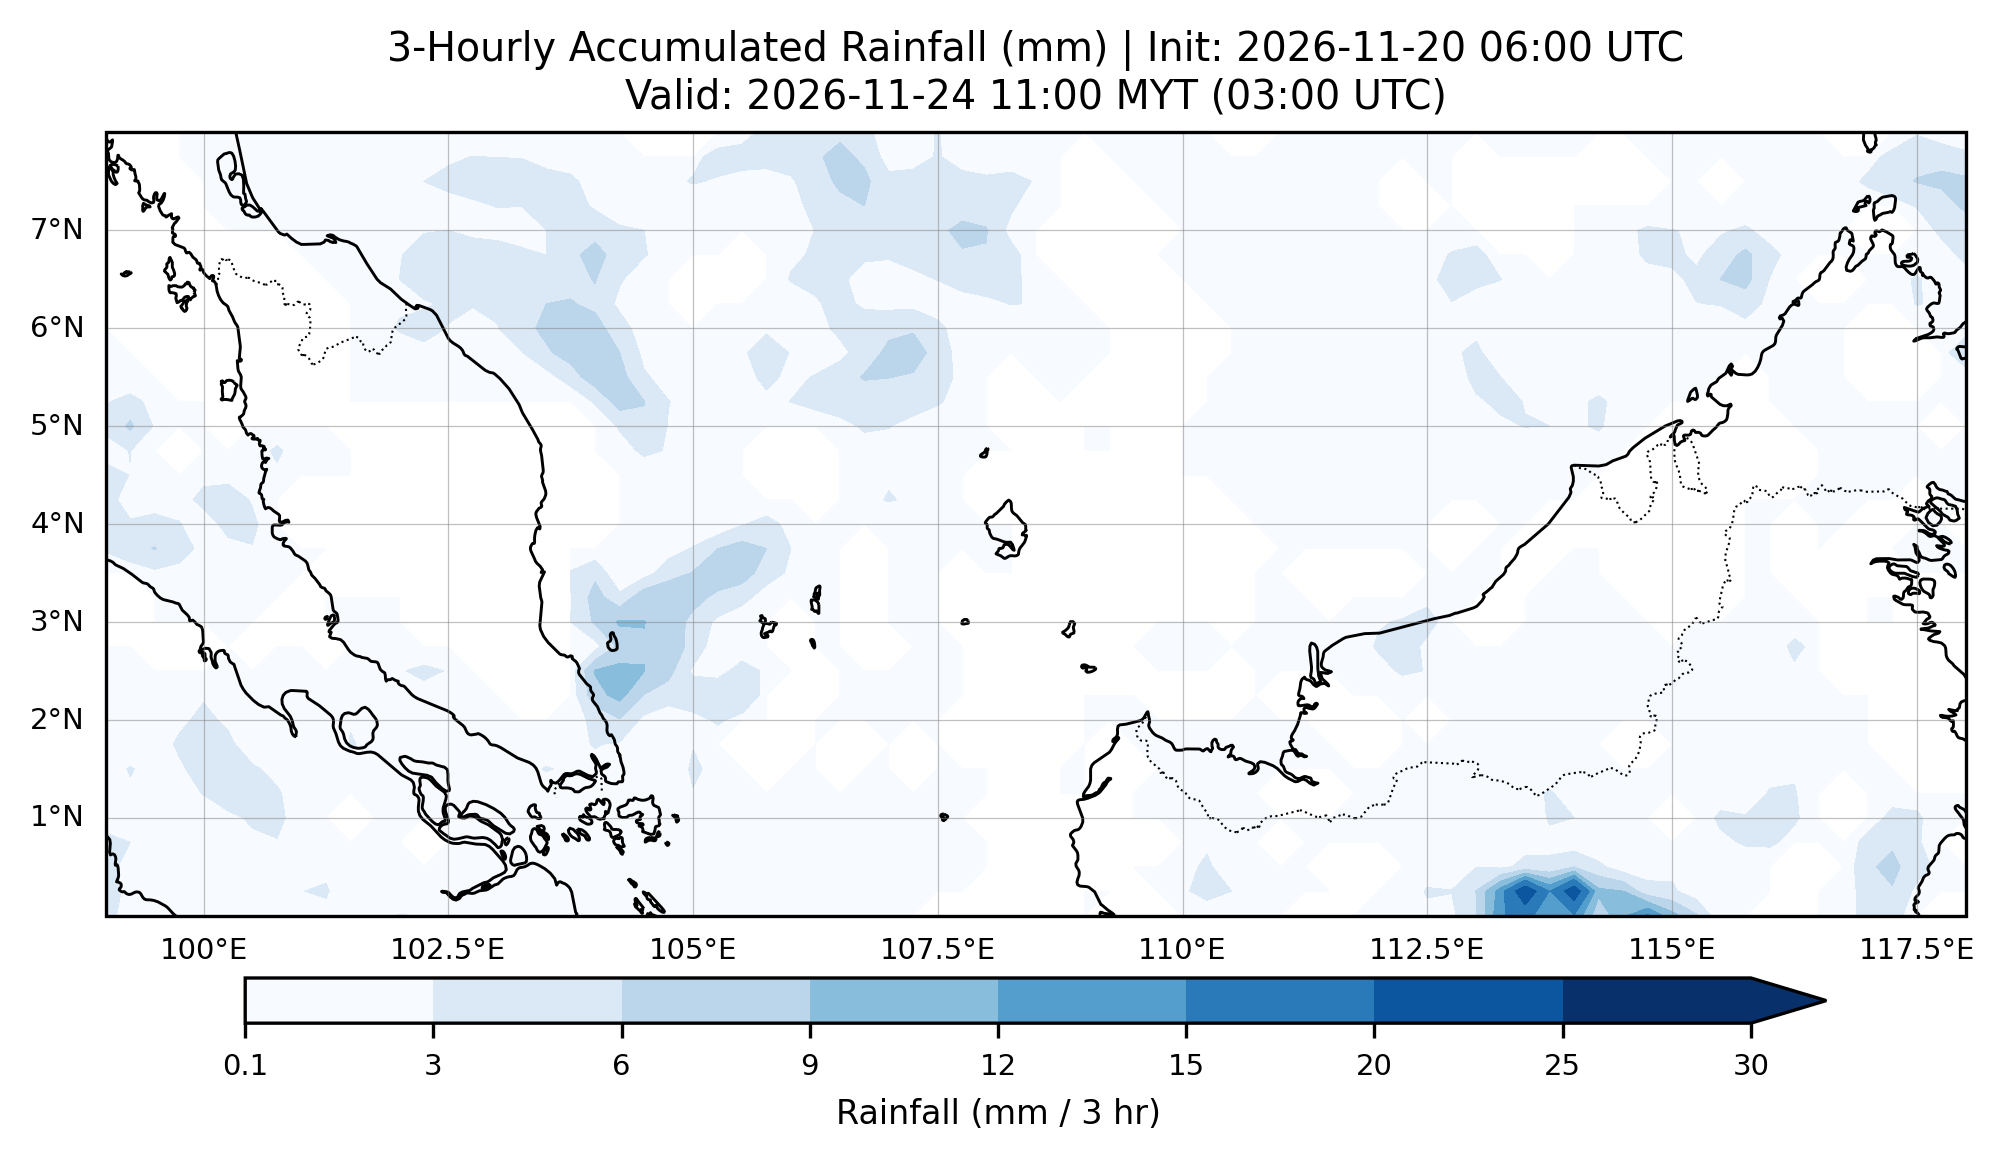 3-Hourly Accumulated Rainfall (mm) | Init: 2026-11-20 06:00 UTC
Valid: 2026-11-24 11:00 MYT (03:00 UTC)
7°N
6°N
5°N
4°N
3°N
2°N
1°N
100°E 102.5°E 105°E 107.5°E 110°E 112.5°E 115°E 117.5°E
0.1 3 6 9 12 15 20 25 30
Rainfall (mm / 3 hr)